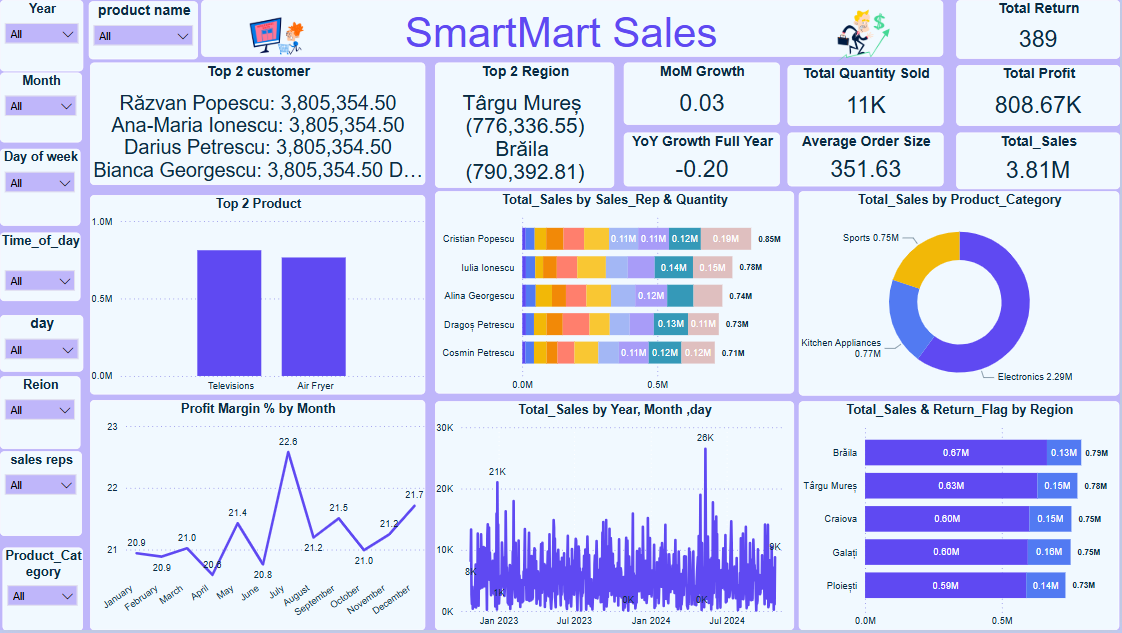 Year
All
Month
All
Day of week
All
Time_of_day
All
day
All
Reion
All
sales reps
All
Product_Cat
egory
All
product name
All
SmartMart Sales
$
Total Return
389
Top 2 customer
Răzvan Popescu: 3,805,354.50
Ana-Maria Ionescu: 3,805,354.50
Darius Petrescu: 3,805,354.50
Bianca Georgescu: 3,805,354.50 D…
Top 2 Region
Târgu Mureș
(776,336.55)
Brăila
(790,392.81)
MoM Growth
0.03
Total Quantity Sold
11K
Total Profit
808.67K
YoY Growth Full Year
-0.20
Average Order Size
351.63
Total_Sales
3.81M
Top 2 Product
1.0M
0.5M
0.0M
Televisions
Air Fryer
Total_Sales by Sales_Rep & Quantity
Cristian Popescu 0.11M 0.11M 0.12M 0.19M 0.85M
Iulia Ionescu 0.14M 0.15M 0.78M
Alina Georgescu 0.12M 0.74M
Dragoș Petrescu 0.13M 0.11M 0.73M
Cosmin Petrescu 0.11M 0.12M 0.12M 0.71M
0.0M 0.5M
Total_Sales by Product_Category
Sports 0.75M
Kitchen Appliances
0.77M
Electronics 2.29M
Profit Margin % by Month
23
22
21
20.9
20.9
21.0
20.6
21.4
20.8
22.6
21.2
21.5
21.0
21.2
21.7
January
February
March
April
May
June
July
August
September
October
November
December
Total_Sales by Year, Month ,day
30K
20K
10K
0K
8K
21K
1K
0K
26K
0K
9K
Jan 2023 Jul 2023 Jan 2024 Jul 2024
Total_Sales & Return_Flag by Region
Brăila 0.67M 0.13M 0.79M
Târgu Mureș 0.63M 0.15M 0.78M
Craiova 0.60M 0.15M 0.75M
Galați 0.60M 0.16M 0.75M
Ploiești 0.59M 0.14M 0.73M
0.0M 0.5M